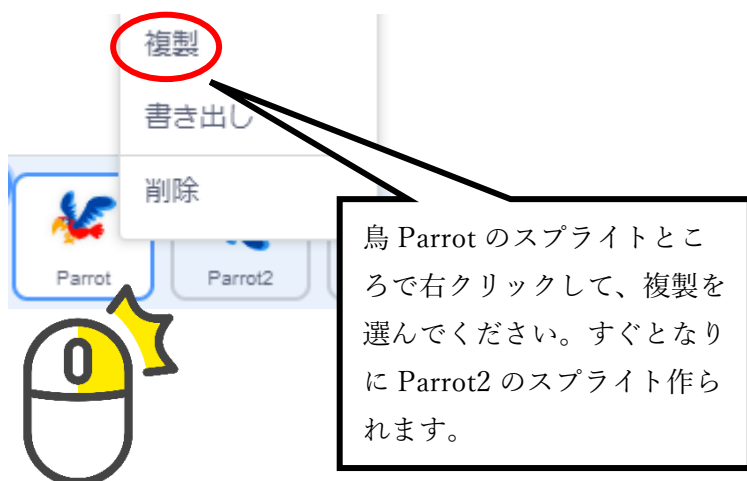 複製
書き出し
削除
Parrot
Parrot2
鳥 Parrot のスプライトとこ
ろで右クリックして、複製を
選んでください。すぐとなり
に Parrot2 のスプライト作ら
れます。